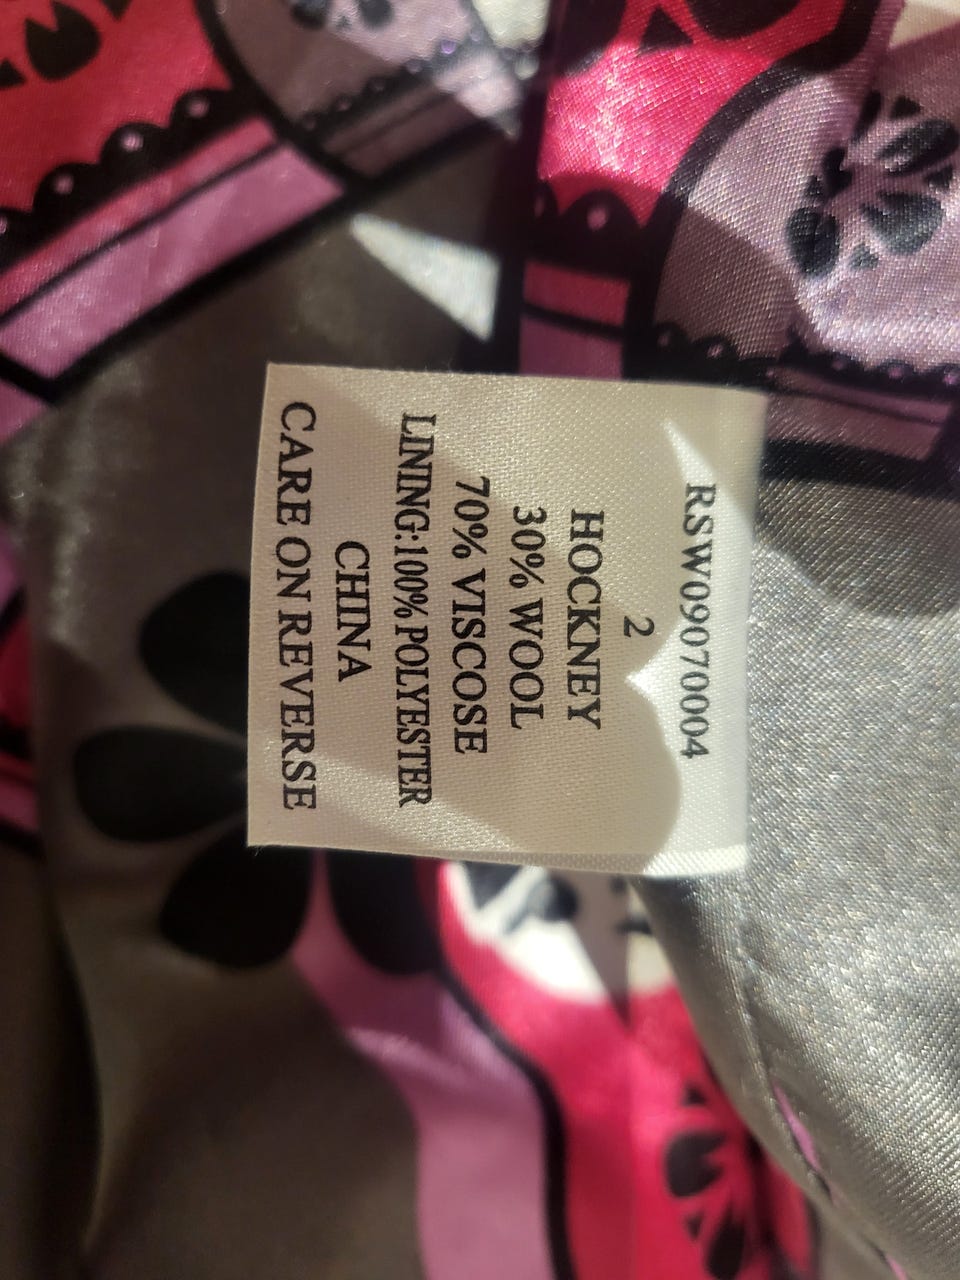 RSW09070004
2
HOCKNEY
30% WOOL
70% VISCOSE
LINING:100% POLYESTER
CHINA
CARE ON REVERSE